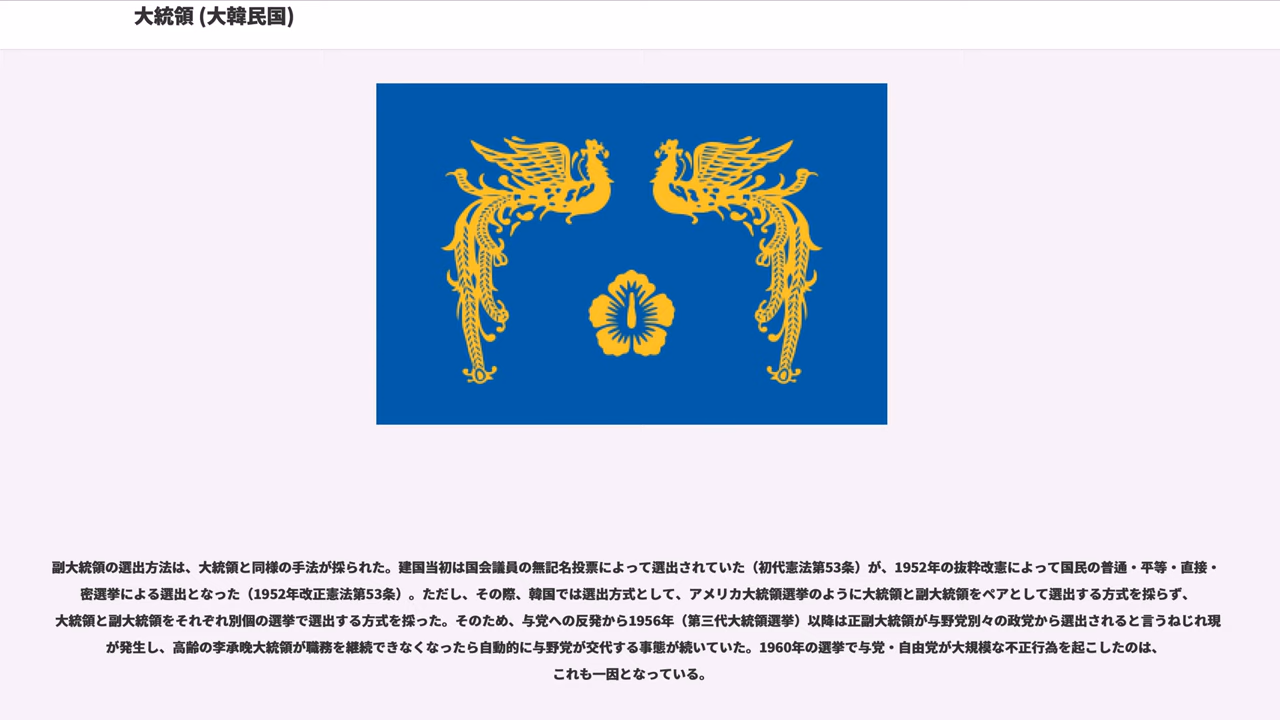 大統領 (大韓民国)
副大統領の選出方法は、大統領と同様の手法が採られた。建国当初は国会議員の無記名投票によって選出されていた（初代憲法第53条）が、1952年の抜粋改憲によって国民の普通・平等・直接・
密選挙による選出となった（1952年改正憲法第53条）。ただし、その際、韓国では選出方式として、アメリカ大統領選挙のように大統領と副大統領をペアとして選出する方式を採らず、
大統領と副大統領をそれぞれ別個の選挙で選出する方式を採った。そのため、与党への反発から1956年（第三代大統領選挙）以降は正副大統領が与野党別々の政党から選出されると言うねじれ現
が発生し、高齢の李承晩大統領が職務を継続できなくなったら自動的に与野党が交代する事態が続いていた。1960年の選挙で与党・自由党が大規模な不正行為を起こしたのは、
これも一因となっている。